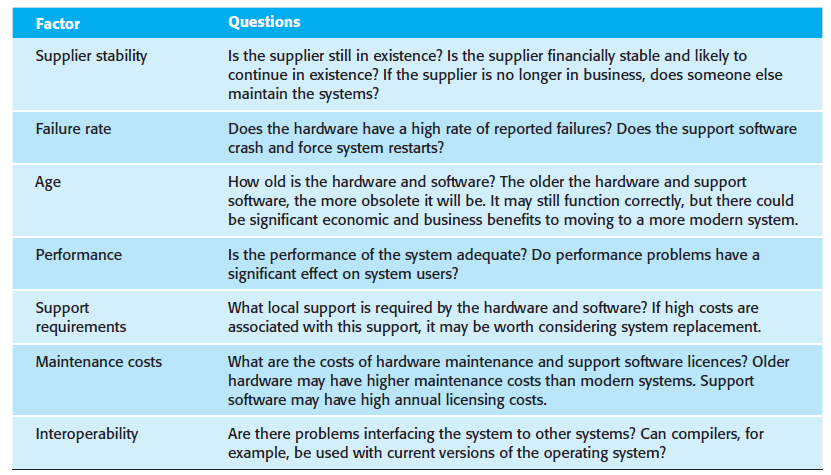 Factor Questions
Supplier stability Is the supplier still in existence? Is the supplier financially stable and likely to
continue in existence? If the supplier is no longer in business, does someone else
maintain the systems?
Failure rate Does the hardware have a high rate of reported failures? Does the support software
crash and force system restarts?
Age How old is the hardware and software? The older the hardware and support
software, the more obsolete it will be. It may still function correctly, but there could
be significant economic and business benefits to moving to a more modern system.
Performance Is the performance of the system adequate? Do performance problems have a
significant effect on system users?
Support What local support is required by the hardware and software? If high costs are
requirements associated with this support, it may be worth considering system replacement.
Maintenance costs What are the costs of hardware maintenance and support software licences? Older
hardware may have higher maintenance costs than modern systems. Support
software may have high annual licensing costs.
Interoperability Are there problems interfacing the system to other systems? Can compilers, for
example, be used with current versions of the operating system?